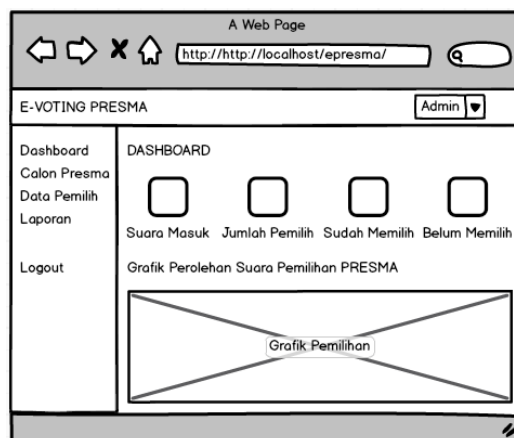 A Web Page
http://http://localhost/epresma/
E-VOTING PRESMA
Admin
Dashboard
Calon Presma
Data Pemilih
Laporan
Logout
DASHBOARD
Suara Masuk Jumlah Pemilih Sudah Memilih Belum Memilih
Grafik Perolehan Suara Pemilihan PRESMA
Grafik Pemilihan